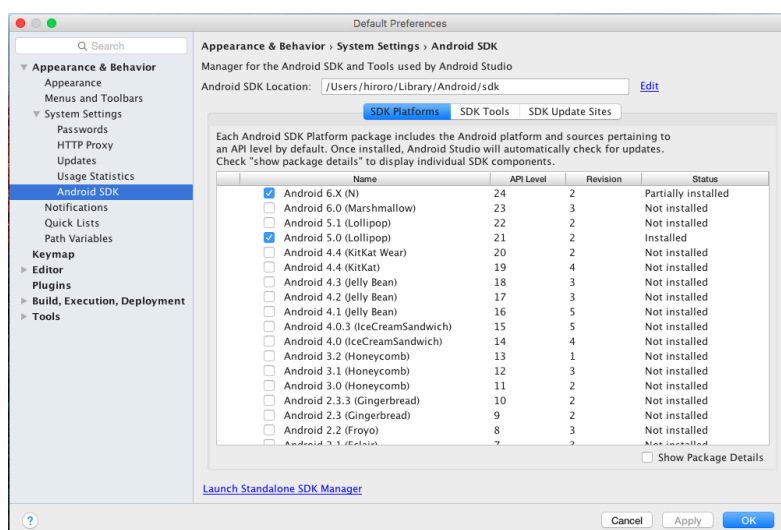 Default Preferences
Search
Appearance & Behavior
Appearance
Menus and Toolbars
System Settings
Passwords
HTTP Proxy
Updates
Usage Statistics
Android SDK
Notifications
Quick Lists
Path Variables
Keymap
Editor
Plugins
Build, Execution, Deployment
Tools
Appearance & Behavior › System Settings › Android SDK
Manager for the Android SDK and Tools used by Android Studio
Android SDK Location: /Users/hiroro/Library/Android/sdk Edit
SDK Platforms SDK Tools SDK Update Sites
Each Android SDK Platform package includes the Android platform and sources pertaining to
an API level by default. Once installed, Android Studio will automatically check for updates.
Check "show package details" to display individual SDK components.
Name API Level Revision Status
Android 6.X (N) 24 2 Partially installed
Android 6.0 (Marshmallow) 23 3 Not installed
Android 5.1 (Lollipop) 22 2 Not installed
Android 5.0 (Lollipop) 21 2 Installed
Android 4.4 (KitKat Wear) 20 2 Not installed
Android 4.4 (KitKat) 19 4 Not installed
Android 4.3 (Jelly Bean) 18 3 Not installed
Android 4.2 (Jelly Bean) 17 3 Not installed
Android 4.1 (Jelly Bean) 16 5 Not installed
Android 4.0.3 (IceCreamSandwich) 15 5 Not installed
Android 4.0 (IceCreamSandwich) 14 4 Not installed
Android 3.2 (Honeycomb) 13 1 Not installed
Android 3.1 (Honeycomb) 12 3 Not installed
Android 3.0 (Honeycomb) 11 2 Not installed
Android 2.3.3 (Gingerbread) 10 2 Not installed
Android 2.3 (Gingerbread) 9 2 Not installed
Android 2.2 (Froyo) 8 3 Not installed
Android 2.1 (Eclair) 7 3 Not installed
Show Package Details
Launch Standalone SDK Manager
? Cancel Apply OK